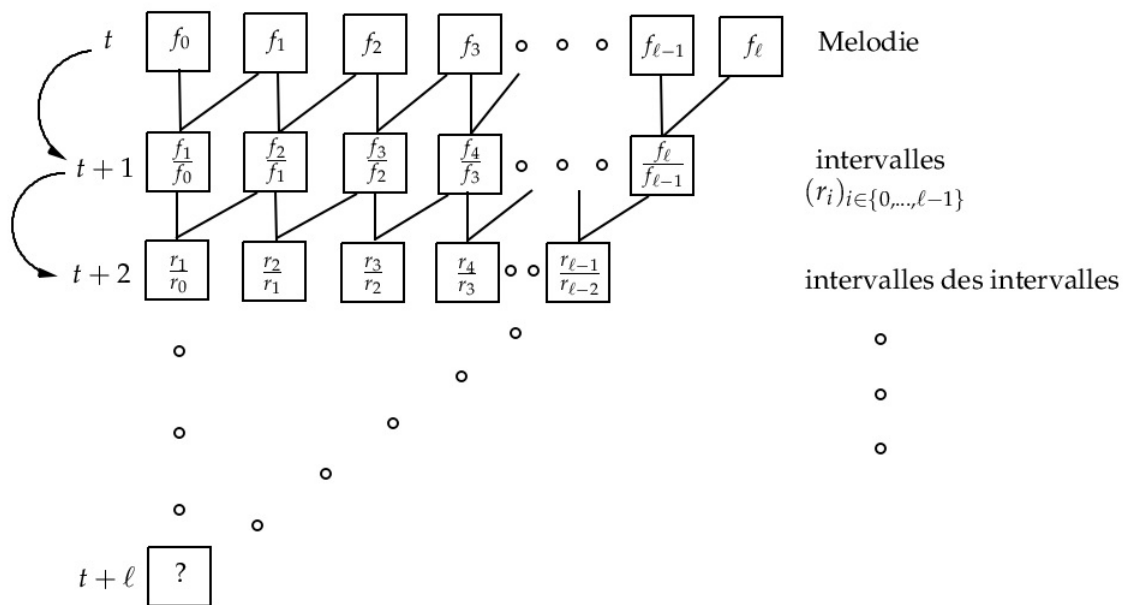 t f₀ f₁ f₂ f₃ f_{ℓ−1} f_ℓ Melodie
t + 1 f₁/f₀ f₂/f₁ f₃/f₂ f₄/f₃ f_ℓ/f_{ℓ−1} intervalles
(r_i)_{i∈{0,...,ℓ−1}}
t + 2 r₁/r₀ r₂/r₁ r₃/r₂ r₄/r₃ r_{ℓ−1}/r_{ℓ−2} intervalles des intervalles
t + ℓ ?